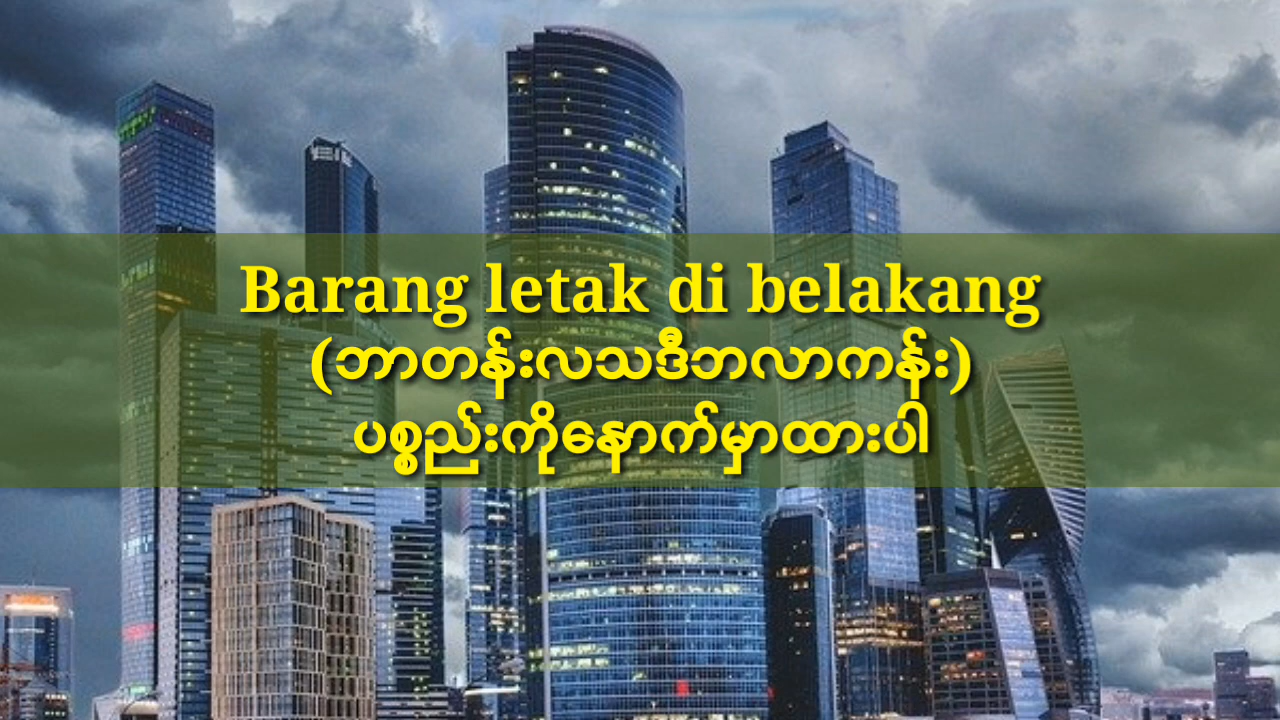 Barang letak di belakang
(ဘာတန်းလသဒီဘလာကန်း)
ပစ္စည်းကိုနောက်မှာထားပါ